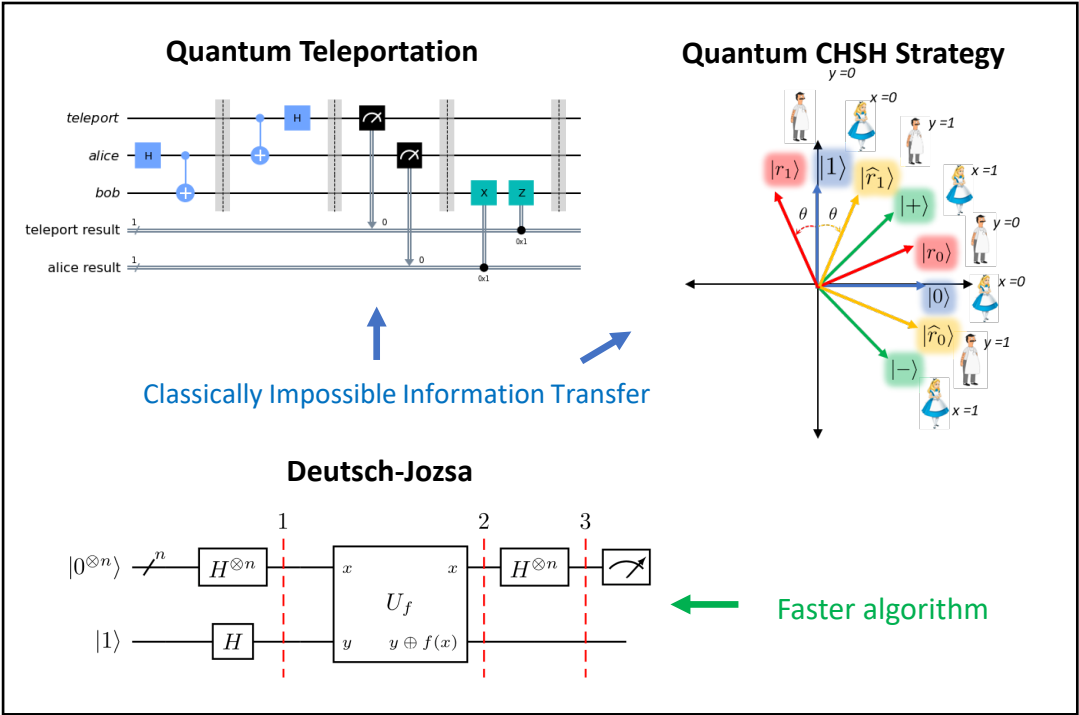 Quantum Teleportation
teleport
H
alice
H
bob
X
Z
teleport result
1
0
0x1
alice result
1
0
0x1
Quantum CHSH Strategy
y =0
x =0
y =1
|r₁⟩
|1⟩
|r̂₁⟩
x =1
|+⟩
θ
θ
y =0
|r₀⟩
|0⟩
x =0
|r̂₀⟩
y =1
|−⟩
x =1
Classically Impossible Information Transfer
Deutsch-Jozsa
1
2
3
|0^{⊗n}⟩
n
H^{⊗n}
x
x
H^{⊗n}
U_f
|1⟩
H
y
y ⊕ f(x)
Faster algorithm